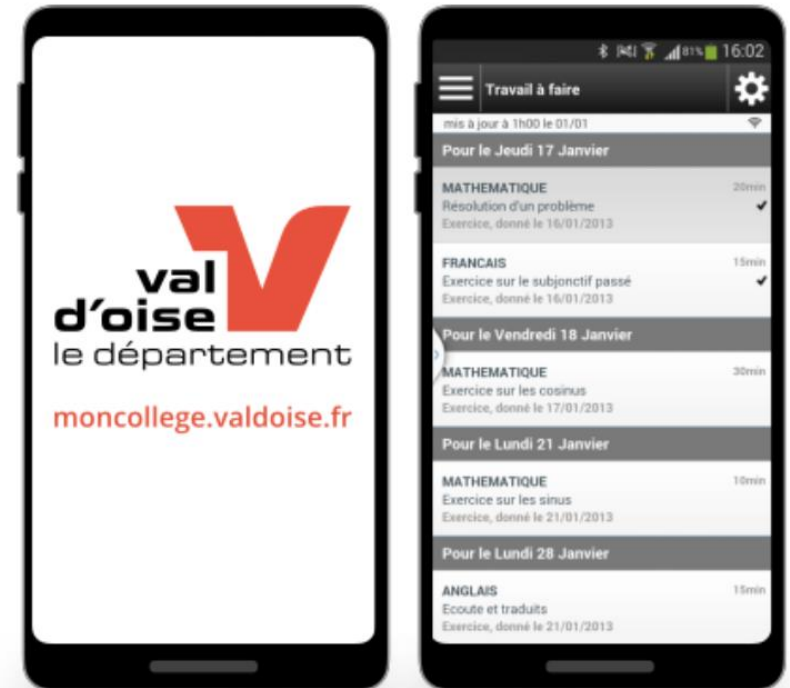 val
d'oise
le département
moncollege.valdoise.fr
81% 16:02
Travail à faire
mis à jour à 1h00 le 01/01
Pour le Jeudi 17 Janvier
MATHEMATIQUE 20min
Résolution d'un problème
Exercice, donné le 16/01/2013
FRANCAIS 15min
Exercice sur le subjonctif passé
Exercice, donné le 16/01/2013
Pour le Vendredi 18 Janvier
MATHEMATIQUE 30min
Exercice sur les cosinus
Exercice, donné le 17/01/2013
Pour le Lundi 21 Janvier
MATHEMATIQUE 10min
Exercice sur les sinus
Exercice, donné le 21/01/2013
Pour le Lundi 28 Janvier
ANGLAIS 15min
Ecoute et traduits
Exercice, donné le 21/01/2013